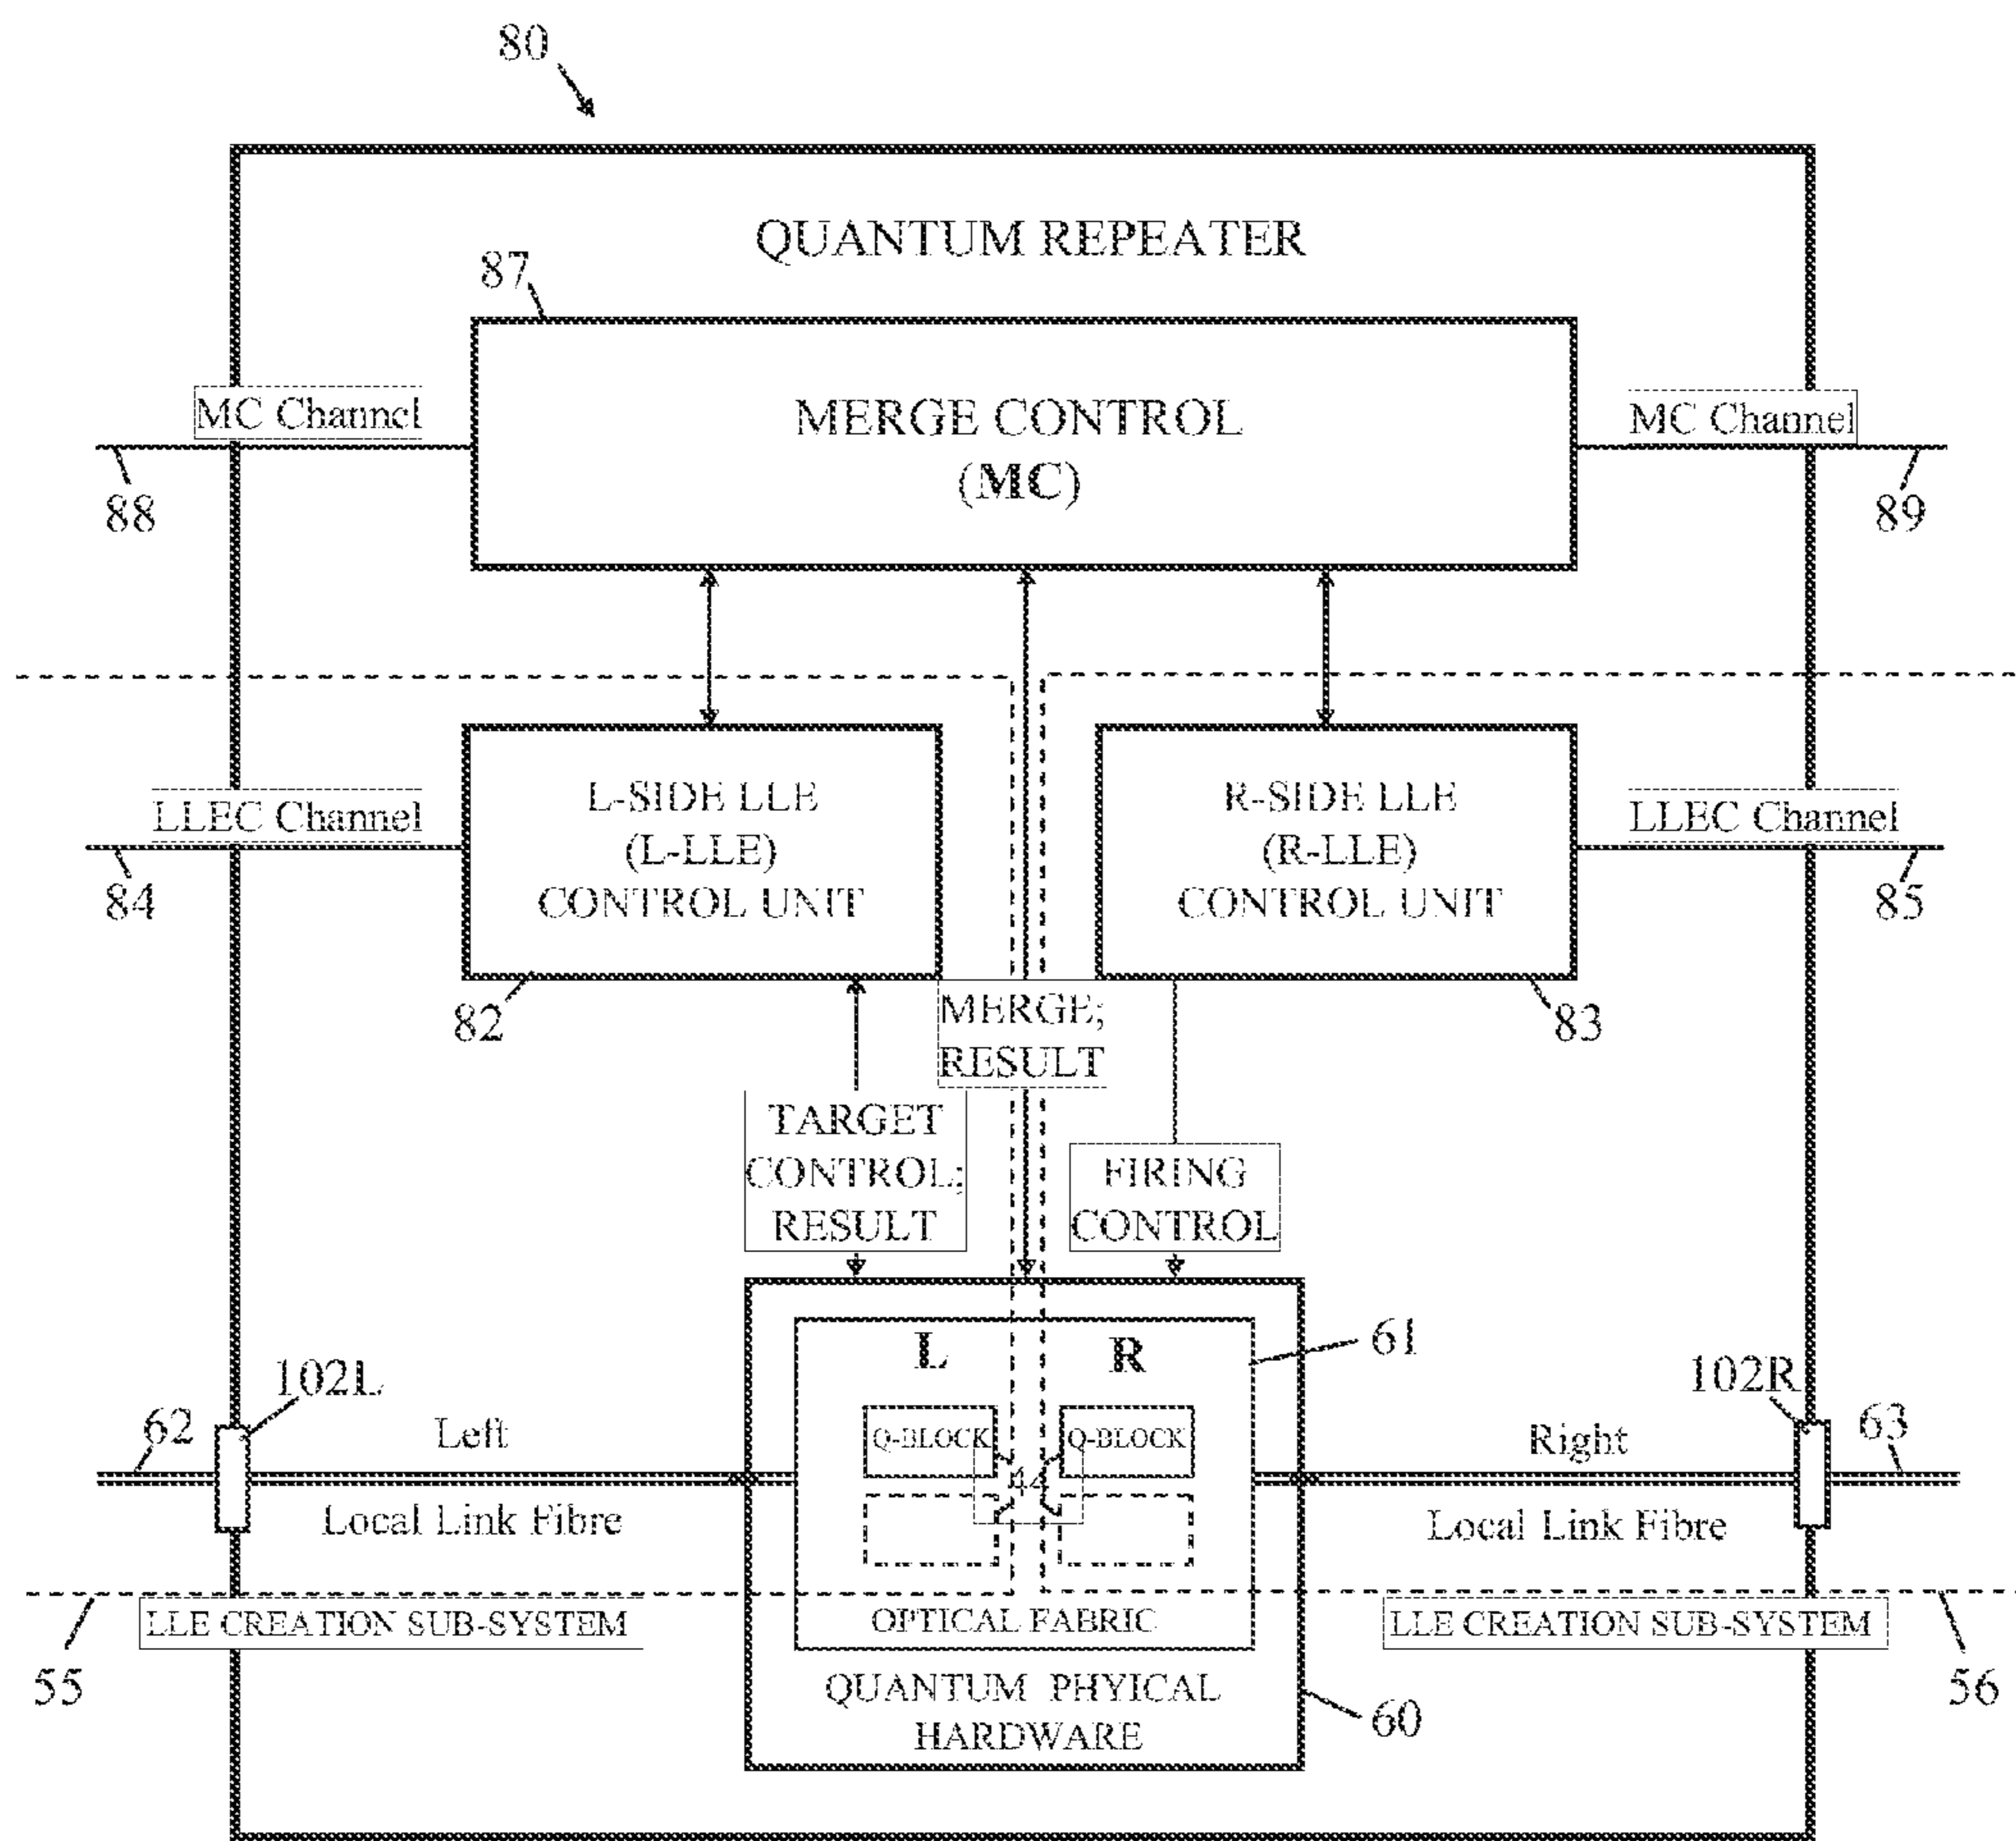 80
QUANTUM REPEATER
87
MC Channel
MERGE CONTROL
(MC)
MC Channel
88
89
LLEC Channel
L-SIDE LLE
(L-LLE)
CONTROL UNIT
R-SIDE LLE
(R-LLE)
CONTROL UNIT
LLEC Channel
84
85
82
MERGE;
RESULT
83
TARGET
CONTROL;
RESULT
FIRING
CONTROL
L
R
61
102L
102R
62
Left
Q-BLOCK
Q-BLOCK
Right
63
44
Local Link Fibre
Local Link Fibre
LLE CREATION SUB-SYSTEM
OPTICAL FABRIC
LLE CREATION SUB-SYSTEM
55
QUANTUM PHYICAL
HARDWARE
60
56